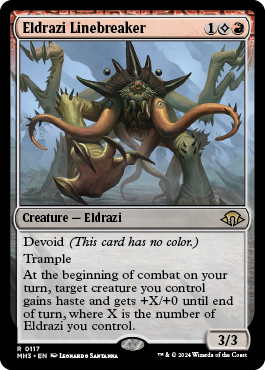 Eldrazi Linebreaker 1
Creature — Eldrazi
Devoid (This card has no color.)
Trample
At the beginning of combat on your
turn, target creature you control
gains haste and gets +X/+0 until end
of turn, where X is the number of
Eldrazi you control.
3/3
R 0117
MH3 • EN Leonardo Santanna
™ & © 2024 Wizards of the Coast